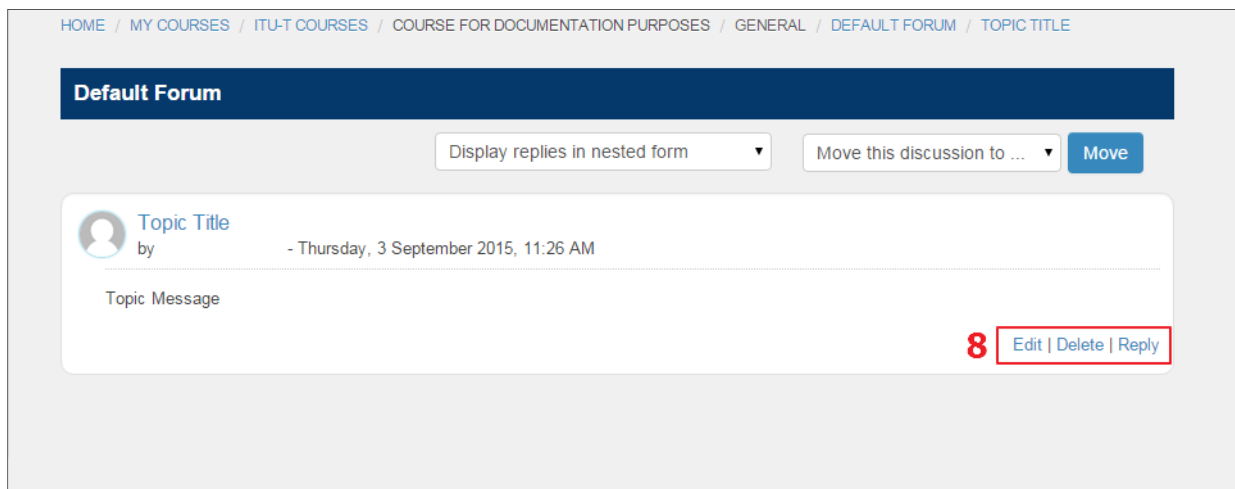 HOME / MY COURSES / ITU-T COURSES / COURSE FOR DOCUMENTATION PURPOSES / GENERAL / DEFAULT FORUM / TOPIC TITLE
Default Forum
Display replies in nested form
Move this discussion to ...
Move
Topic Title
by - Thursday, 3 September 2015, 11:26 AM
Topic Message
8 Edit | Delete | Reply